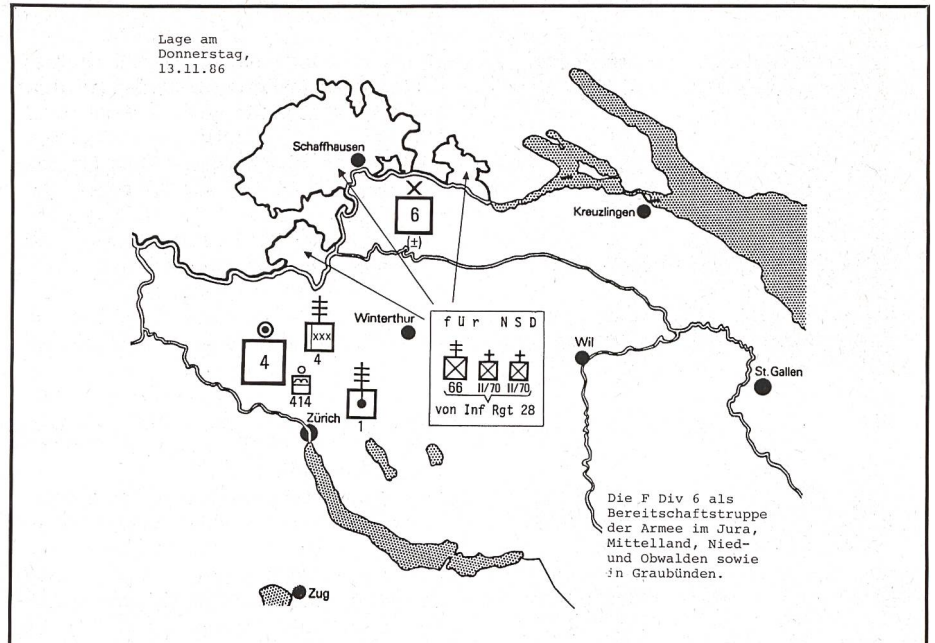 Lage am
Donnerstag,
13.11.86
Schaffhausen
6
(±)
Kreuzlingen
Winterthur
xxx
4
4
414
1
Zürich
f ü r N S D
66 II/70 II/70
von Inf Rgt 28
Wil
St. Gallen
Die F Div 6 als
Bereitschaftstruppe
der Armee im Jura,
Mittelland, Nied-
und Obwalden sowie
in Graubünden.
Zug